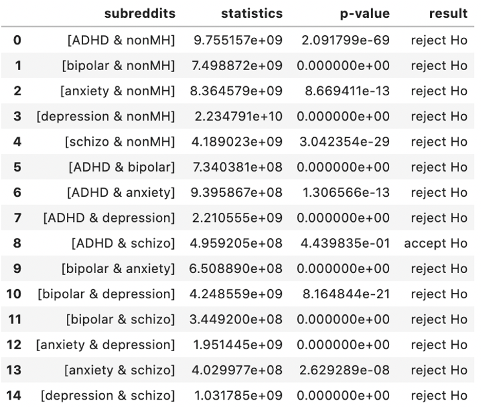 subreddits statistics p-value result
0 [ADHD & nonMH] 9.755157e+09 2.091799e-69 reject Ho
1 [bipolar & nonMH] 7.498872e+09 0.000000e+00 reject Ho
2 [anxiety & nonMH] 8.364579e+09 8.669411e-13 reject Ho
3 [depression & nonMH] 2.234791e+10 0.000000e+00 reject Ho
4 [schizo & nonMH] 4.189023e+09 3.042354e-29 reject Ho
5 [ADHD & bipolar] 7.340381e+08 0.000000e+00 reject Ho
6 [ADHD & anxiety] 9.395867e+08 1.306566e-13 reject Ho
7 [ADHD & depression] 2.210555e+09 0.000000e+00 reject Ho
8 [ADHD & schizo] 4.959205e+08 4.439835e-01 accept Ho
9 [bipolar & anxiety] 6.508890e+08 0.000000e+00 reject Ho
10 [bipolar & depression] 4.248559e+09 8.164844e-21 reject Ho
11 [bipolar & schizo] 3.449200e+08 0.000000e+00 reject Ho
12 [anxiety & depression] 1.951445e+09 0.000000e+00 reject Ho
13 [anxiety & schizo] 4.029977e+08 2.629289e-08 reject Ho
14 [depression & schizo] 1.031785e+09 0.000000e+00 reject Ho